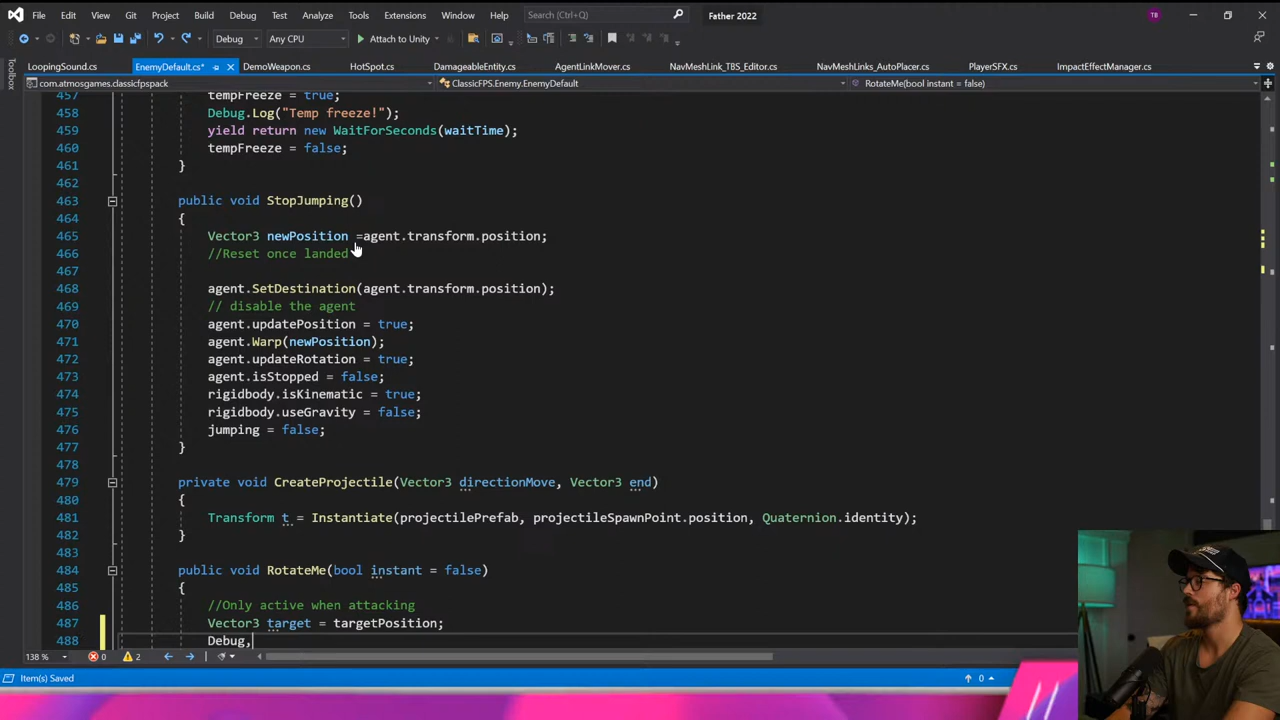 File Edit View Git Project Build Debug Test Analyze Tools Extensions Window Help Search (Ctrl+Q) Father 2022 TB
Debug Any CPU Attach to Unity
LoopingSound.cs EnemyDefault.cs* DemoWeapon.cs HotSpot.cs DamageableEntity.cs AgentLinkMover.cs NavMeshLink_TBS_Editor.cs NavMeshLinks_AutoPlacer.cs PlayerSFX.cs ImpactEffectManager.cs
Toolbox
com.atmosgames.classicfpspack ClassicFPS.Enemy.EnemyDefault RotateMe(bool instant = false)
457 tempFreeze = true;
458 Debug.Log("Temp freeze!");
459 yield return new WaitForSeconds(waitTime);
460 tempFreeze = false;
461 }
462
463 public void StopJumping()
464 {
465 Vector3 newPosition =agent.transform.position;
466 //Reset once landed
467
468 agent.SetDestination(agent.transform.position);
469 // disable the agent
470 agent.updatePosition = true;
471 agent.Warp(newPosition);
472 agent.updateRotation = true;
473 agent.isStopped = false;
474 rigidbody.isKinematic = true;
475 rigidbody.useGravity = false;
476 jumping = false;
477 }
478
479 private void CreateProjectile(Vector3 directionMove, Vector3 end)
480 {
481 Transform t = Instantiate(projectilePrefab, projectileSpawnPoint.position, Quaternion.identity);
482 }
483
484 public void RotateMe(bool instant = false)
485 {
486 //Only active when attacking
487 Vector3 target = targetPosition;
488 Debug,
138 % 0 2
Item(s) Saved 0